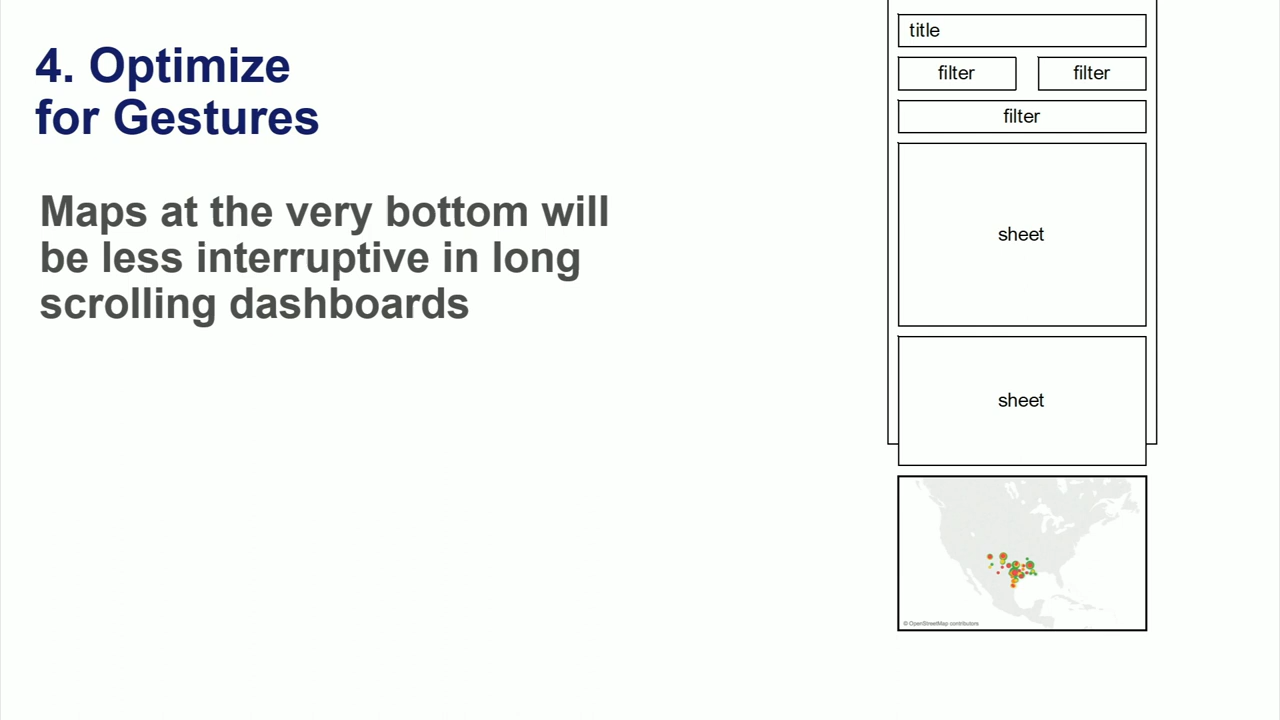 4. Optimize
for Gestures
Maps at the very bottom will
be less interruptive in long
scrolling dashboards
title
filter filter
filter
sheet
sheet
© OpenStreetMap contributors